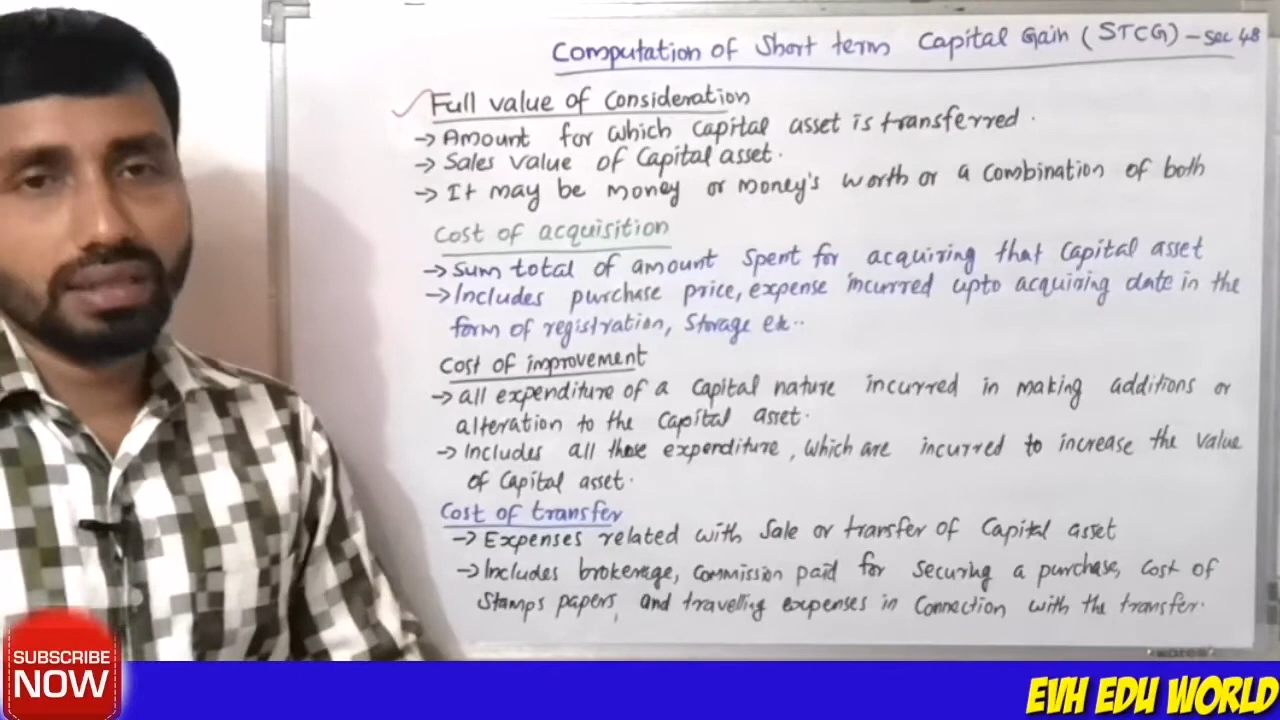 Computation of Short term Capital Gain (STCG) - Sec 48
Full value of Consideration
→ Amount for which Capital asset is transferred.
→ Sales value of Capital asset.
→ It may be money or money's worth or a Combination of both
Cost of acquisition
→ Sum total of amount spent for acquiring that Capital asset
→ Includes purchase price, expense incurred upto acquiring date in the
form of registration, Storage etc..
Cost of improvement
→ all expenditure of a Capital nature incurred in making additions or
alteration to the Capital asset.
→ Includes all those expenditure, which are incurred to increase the value
of Capital asset.
Cost of transfer
→ Expenses related with Sale or transfer of Capital asset
→ Includes brokerage, Commission paid for Securing a purchase, Cost of
Stamps papers, and travelling expenses in Connection with the transfer.
SUBSCRIBE
NOW
EVH EDU WORLD